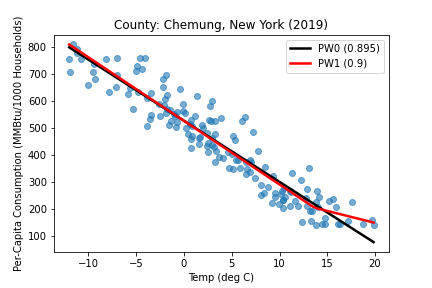 County: Chemung, New York (2019)
PW0 (0.895)
PW1 (0.9)
Per-Capita Consumption (MMBtu/1000 Households)
800
700
600
500
400
300
200
100
−10 −5 0 5 10 15 20
Temp (deg C)